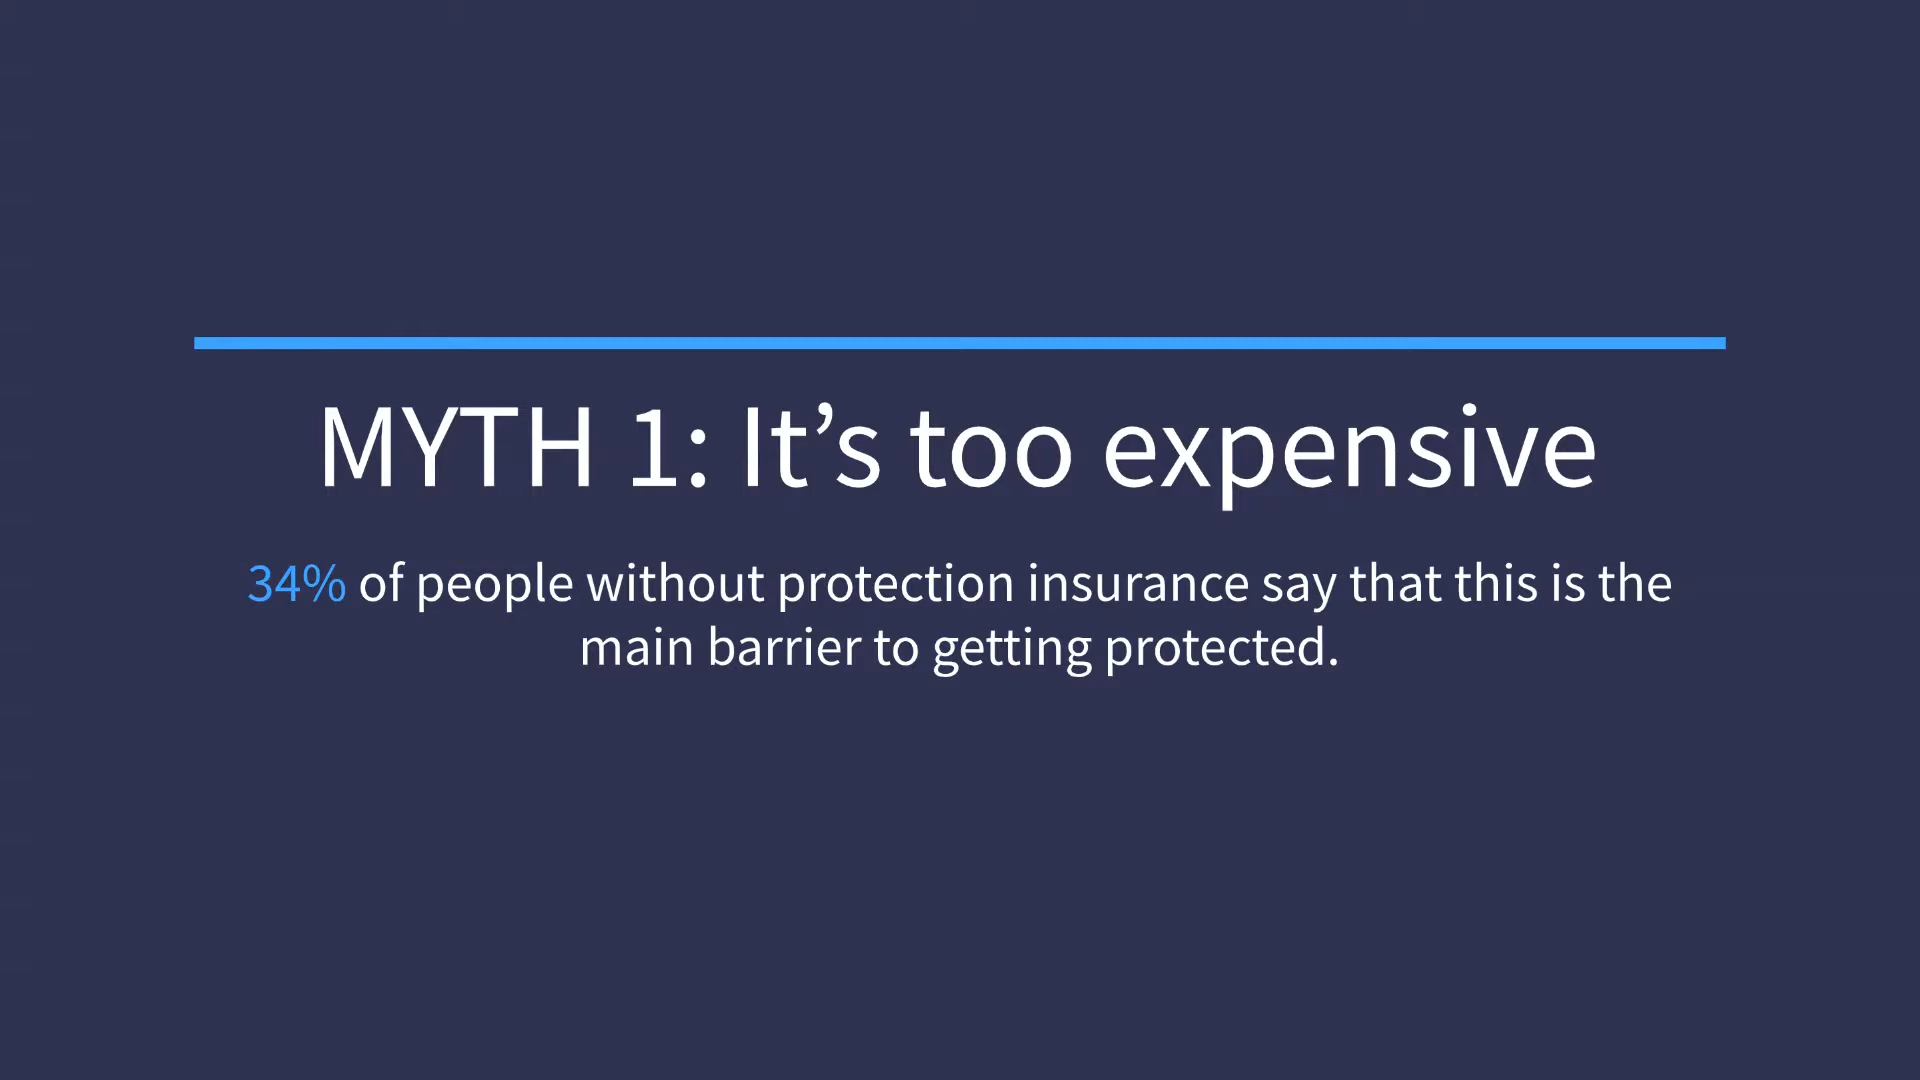 MYTH 1: It’s too expensive
34% of people without protection insurance say that this is the
main barrier to getting protected.